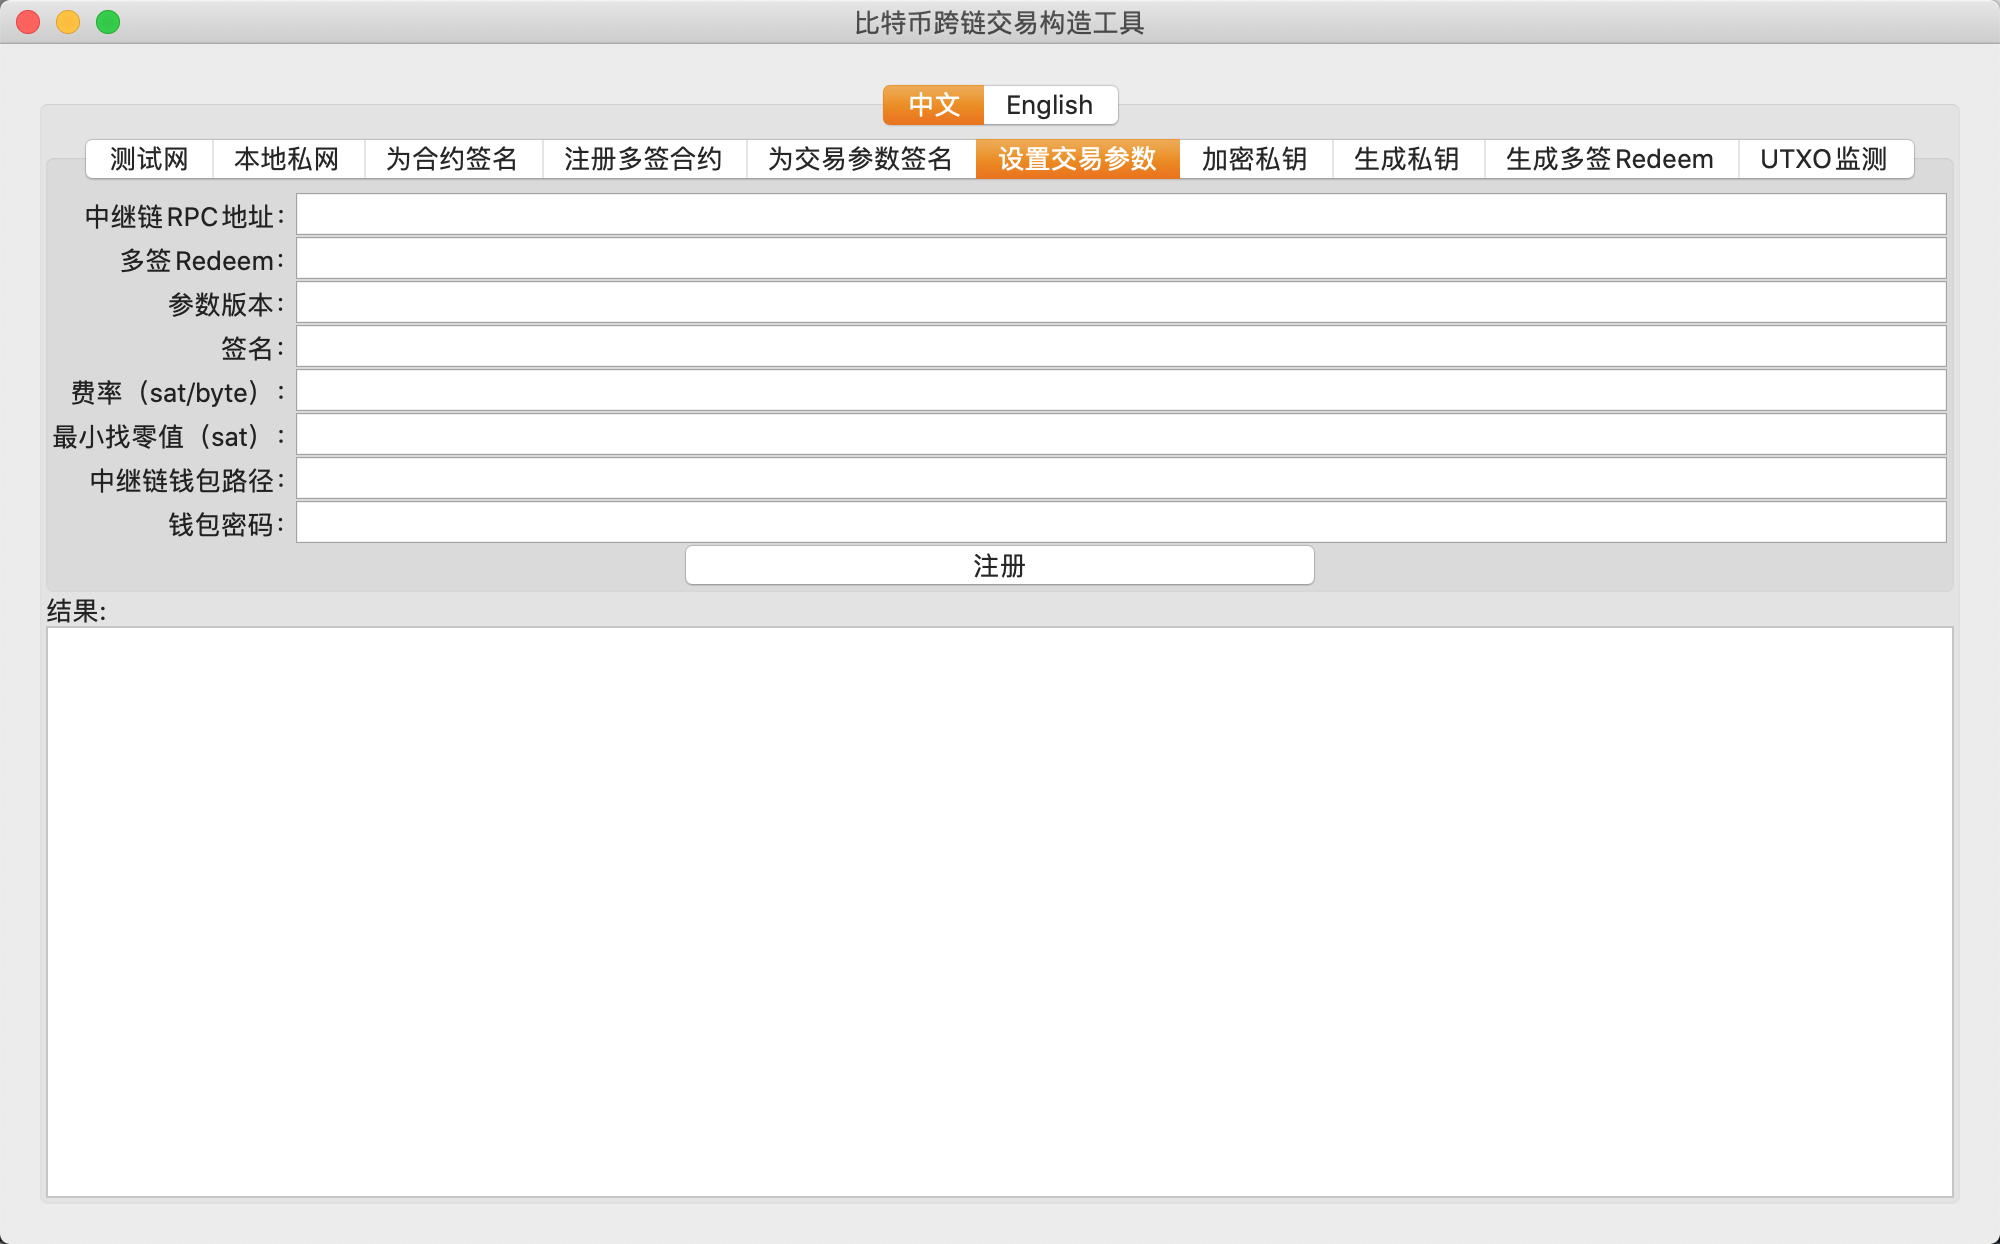 比特币跨链交易构造工具
中文 English
测试网 本地私网 为合约签名 注册多签合约 为交易参数签名 设置交易参数 加密私钥 生成私钥 生成多签Redeem UTXO监测
中继链RPC地址：
多签Redeem：
参数版本：
签名：
费率（sat/byte）：
最小找零值（sat）：
中继链钱包路径：
钱包密码：
注册
结果: